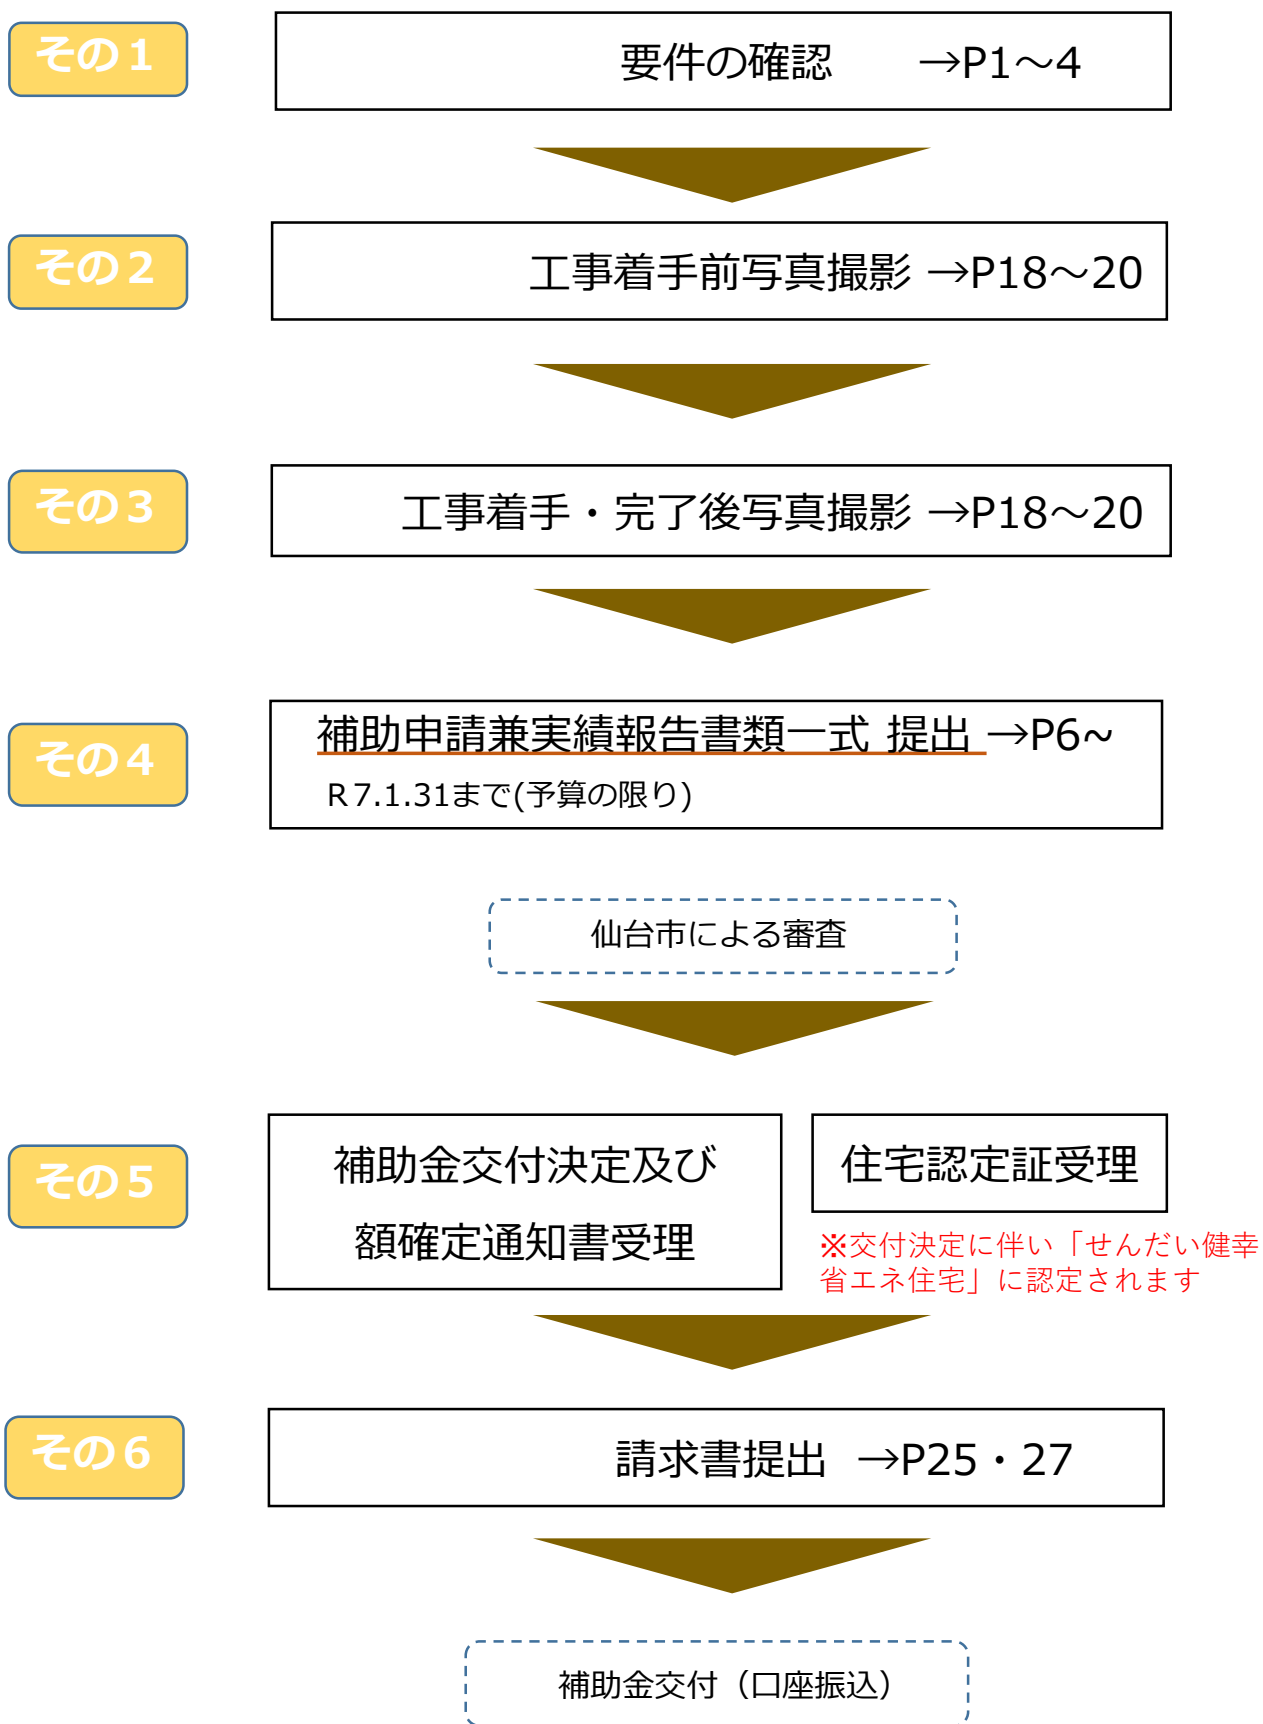 その１
要件の確認　　→P1～4
その２
工事着手前写真撮影 →P18～20
その３
工事着手・完了後写真撮影 →P18～20
その４
補助申請兼実績報告書類一式 提出 →P6~
Ｒ7.1.31まで(予算の限り)
仙台市による審査
その５
補助金交付決定及び
額確定通知書受理
住宅認定証受理
※交付決定に伴い「せんだい健幸
省エネ住宅」に認定されます
その６
請求書提出 →P25・27
補助金交付（口座振込）